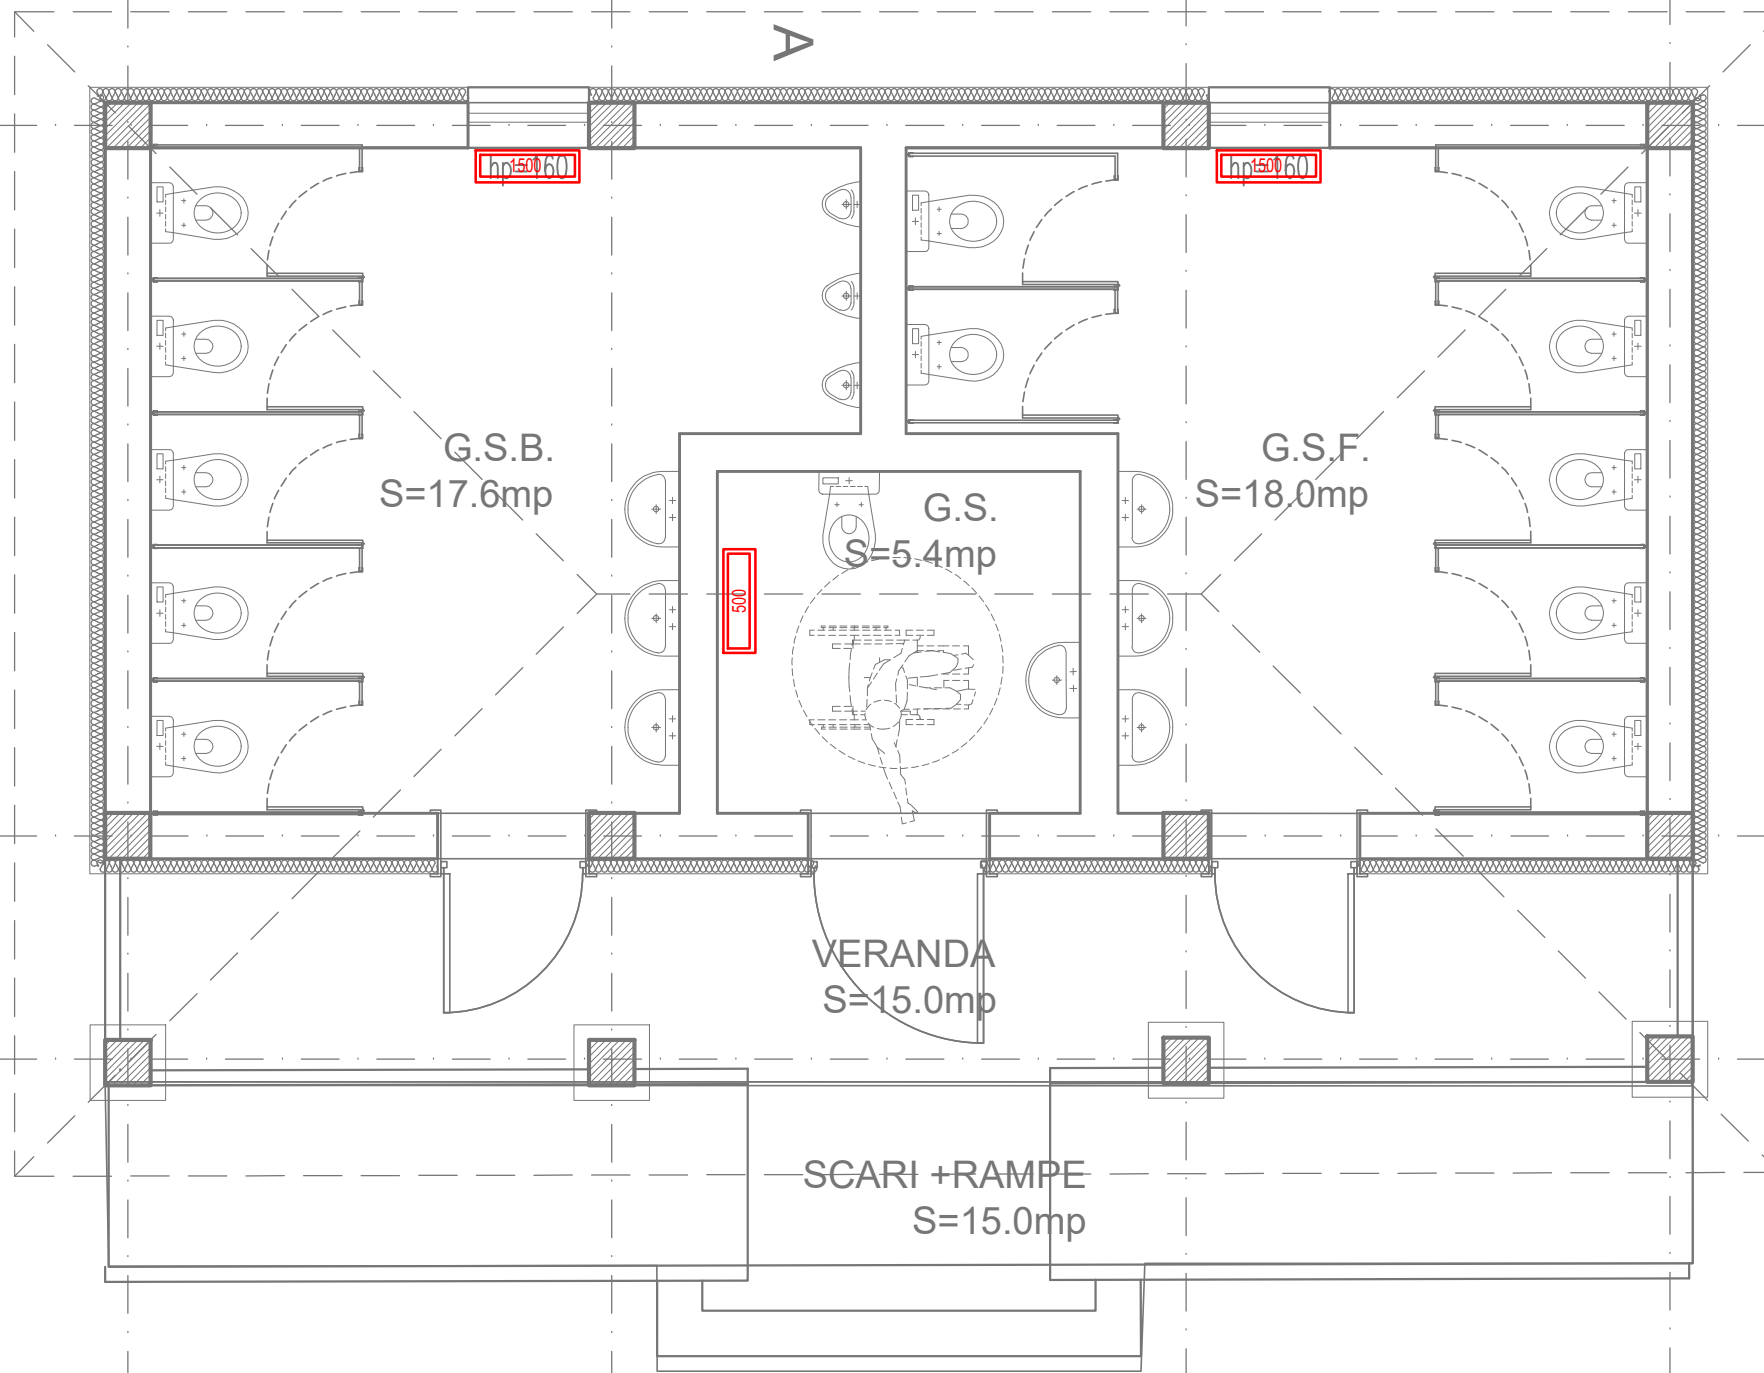 A
hp=160
1500
hp=160
1500
G.S.B.
S=17.6mp
G.S.F.
S=18.0mp
G.S.
S=5.4mp
500
VERANDA
S=15.0mp
SCARI +RAMPE
S=15.0mp